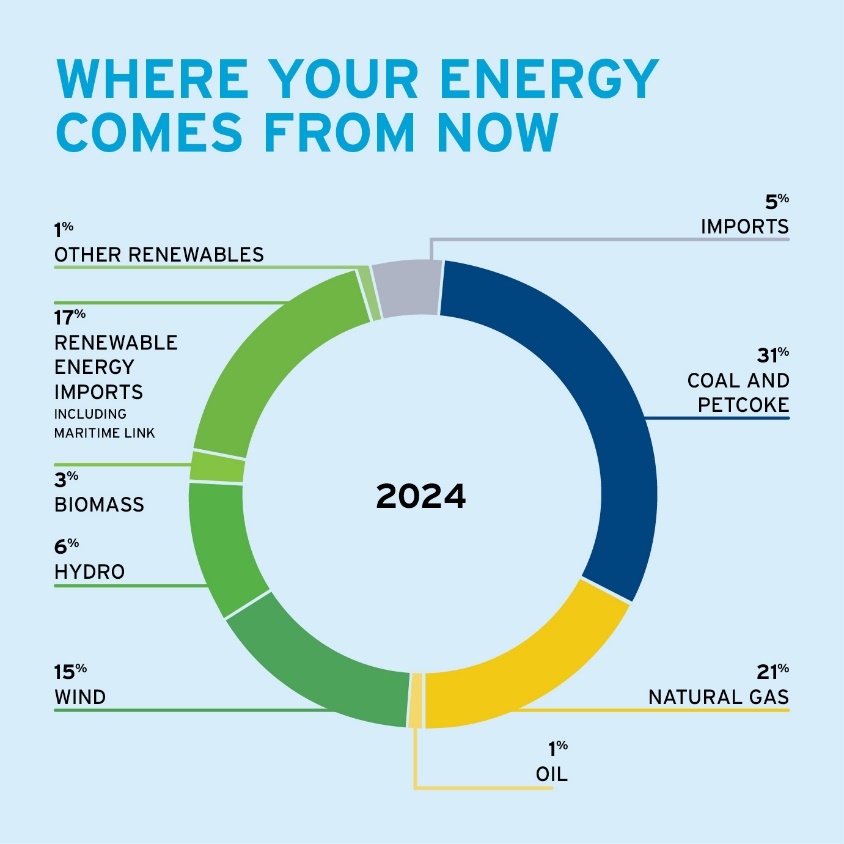 WHERE YOUR ENERGY
COMES FROM NOW
5%
IMPORTS
1%
OTHER RENEWABLES
17%
RENEWABLE
ENERGY
IMPORTS
INCLUDING
MARITIME LINK
31%
COAL AND
PETCOKE
3%
BIOMASS
2024
6%
HYDRO
15%
WIND
21%
NATURAL GAS
1%
OIL